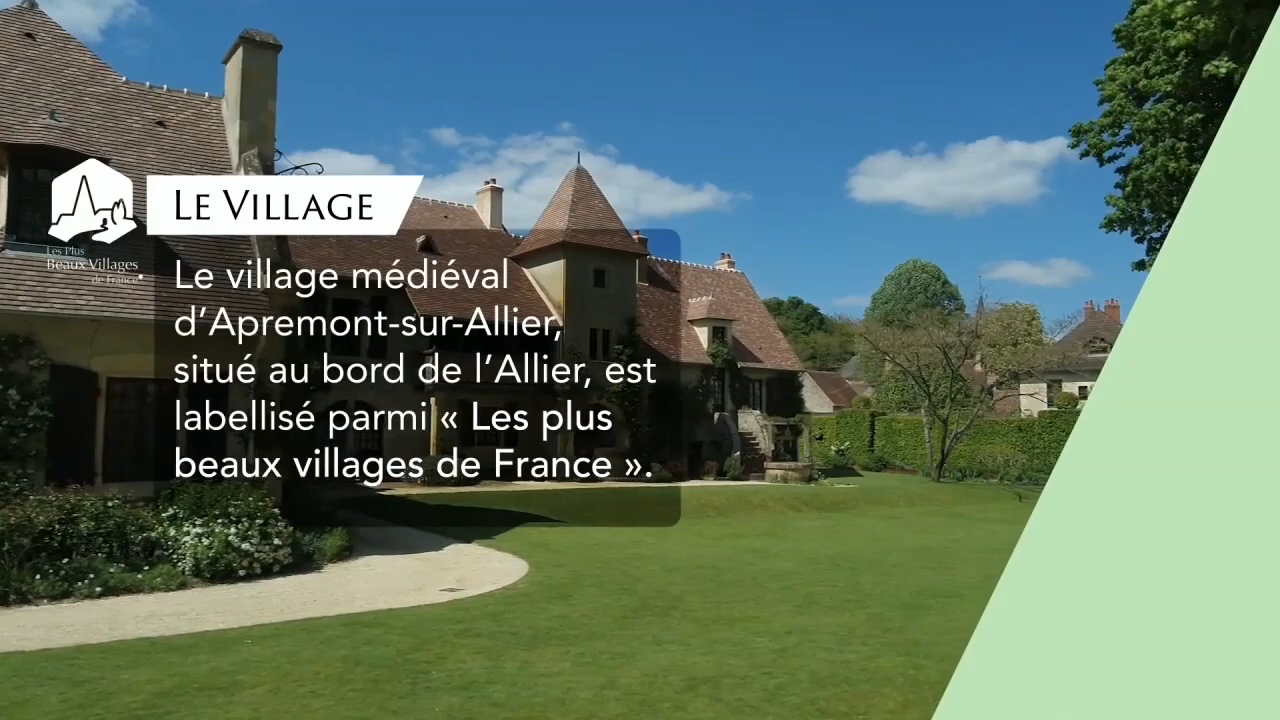 LE VILLAGE
Les Plus
Beaux Villages
de France
Le village médiéval
d’Apremont-sur-Allier,
situé au bord de l’Allier, est
labellisé parmi « Les plus
beaux villages de France ».